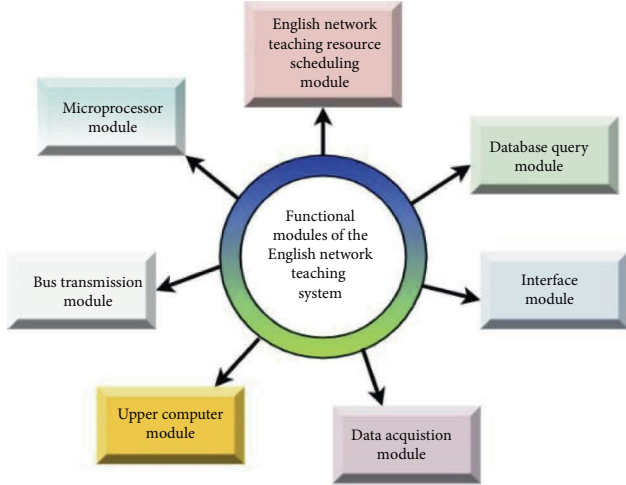 English network
teaching resource
scheduling
module
Microprocessor
module
Database query
module
Functional
modules of the
English network
teaching
system
Bus transmission
module
Interface
module
Upper computer
module
Data acquistion
module